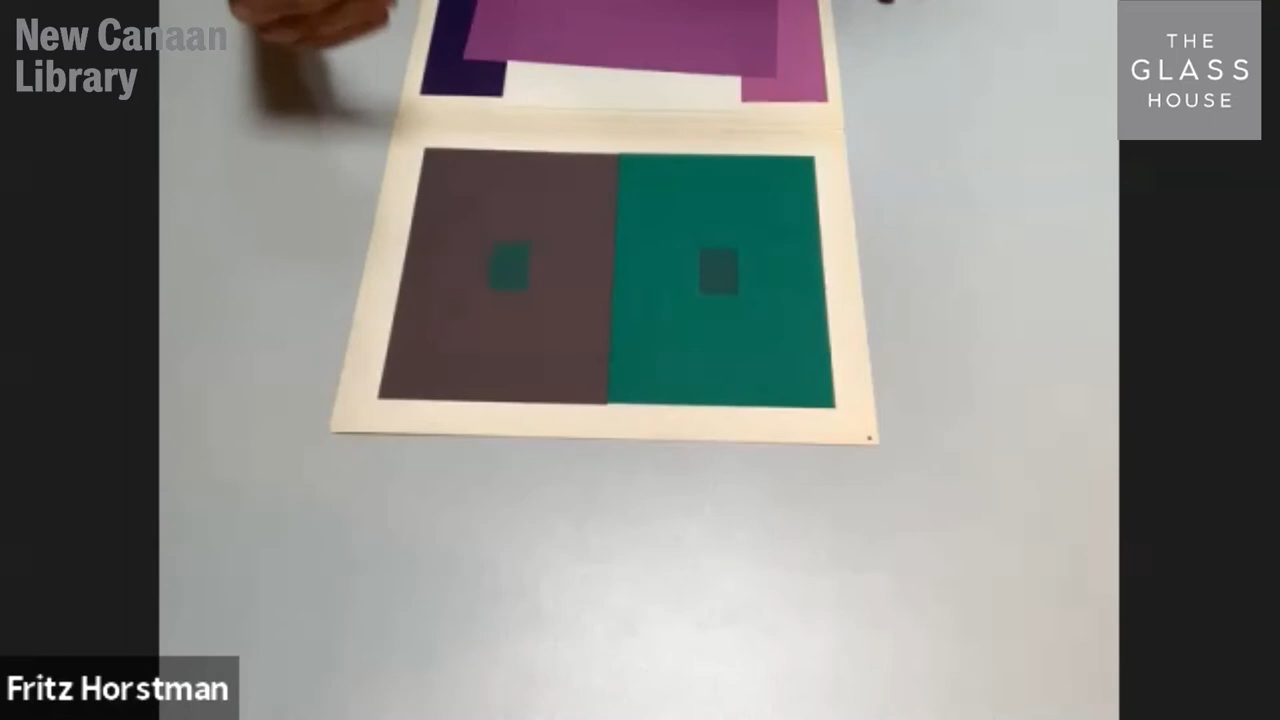 New Canaan
Library
THE
GLASS
HOUSE
Fritz Horstman